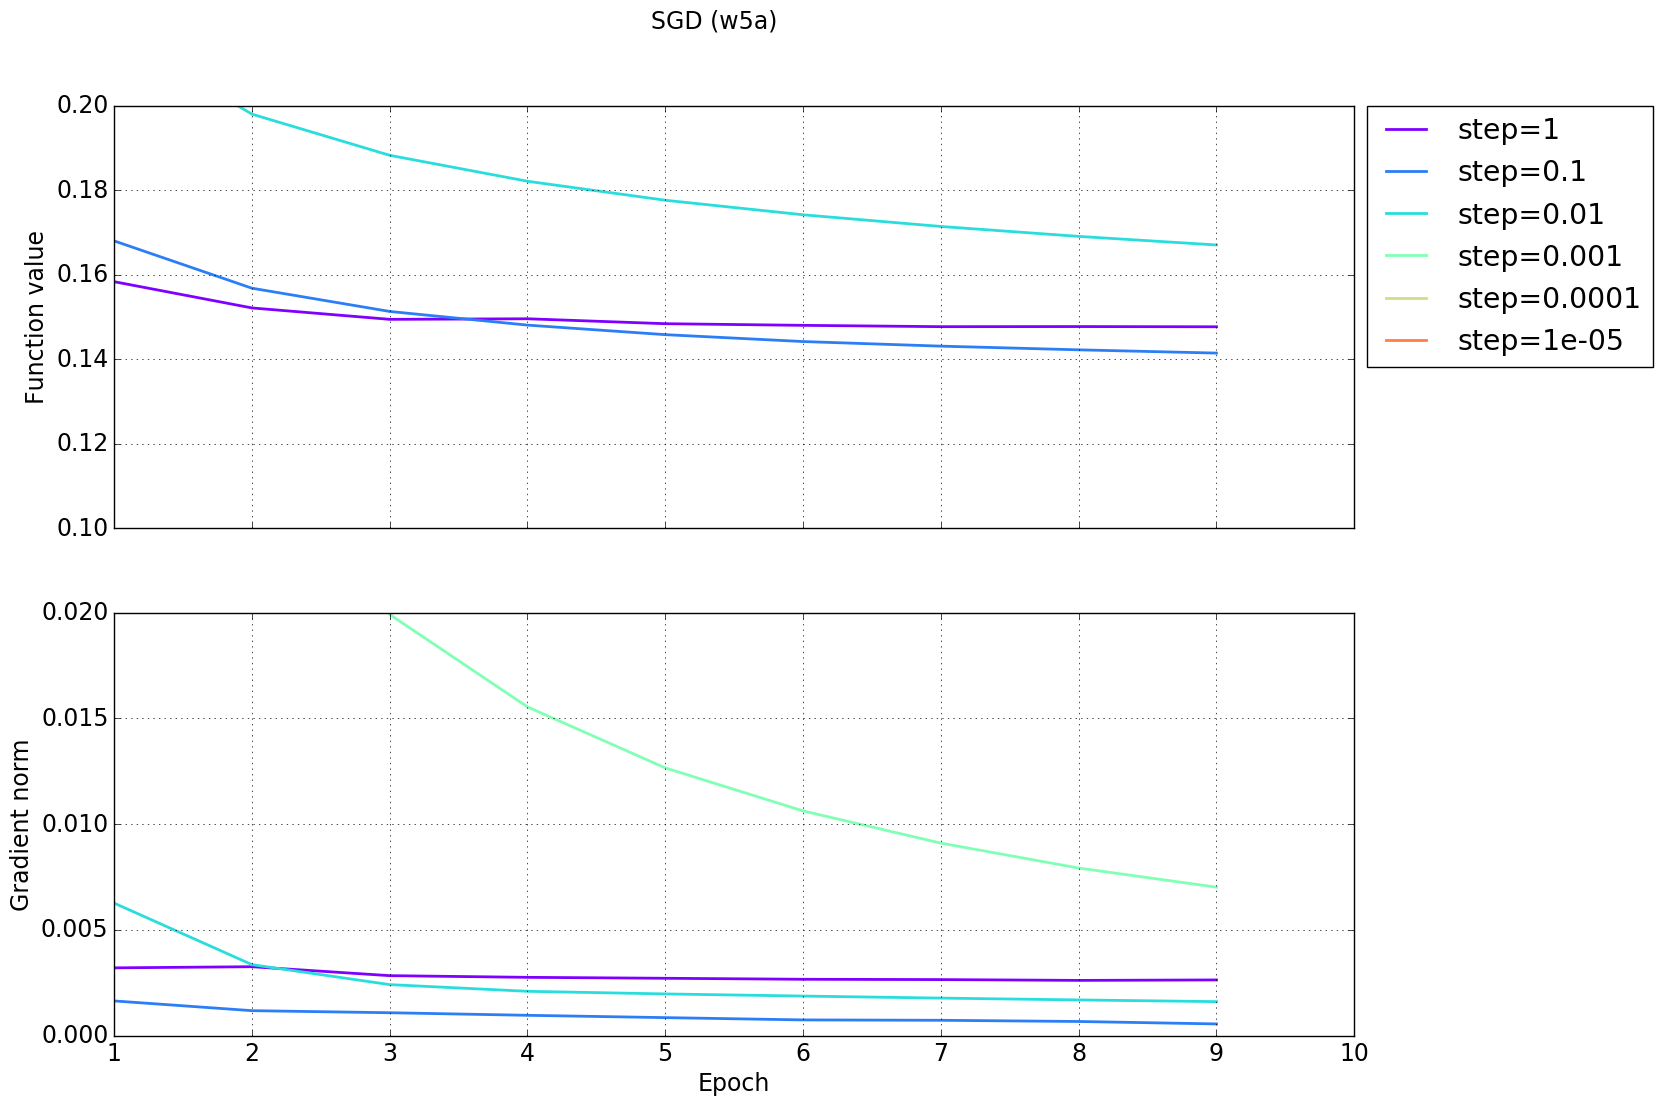 SGD (w5a)
0.20
0.18
0.16
0.14
0.12
0.10
Function value
step=1
step=0.1
step=0.01
step=0.001
step=0.0001
step=1e-05
0.020
0.015
0.010
0.005
0.000
Gradient norm
1 2 3 4 5 6 7 8 9 10
Epoch